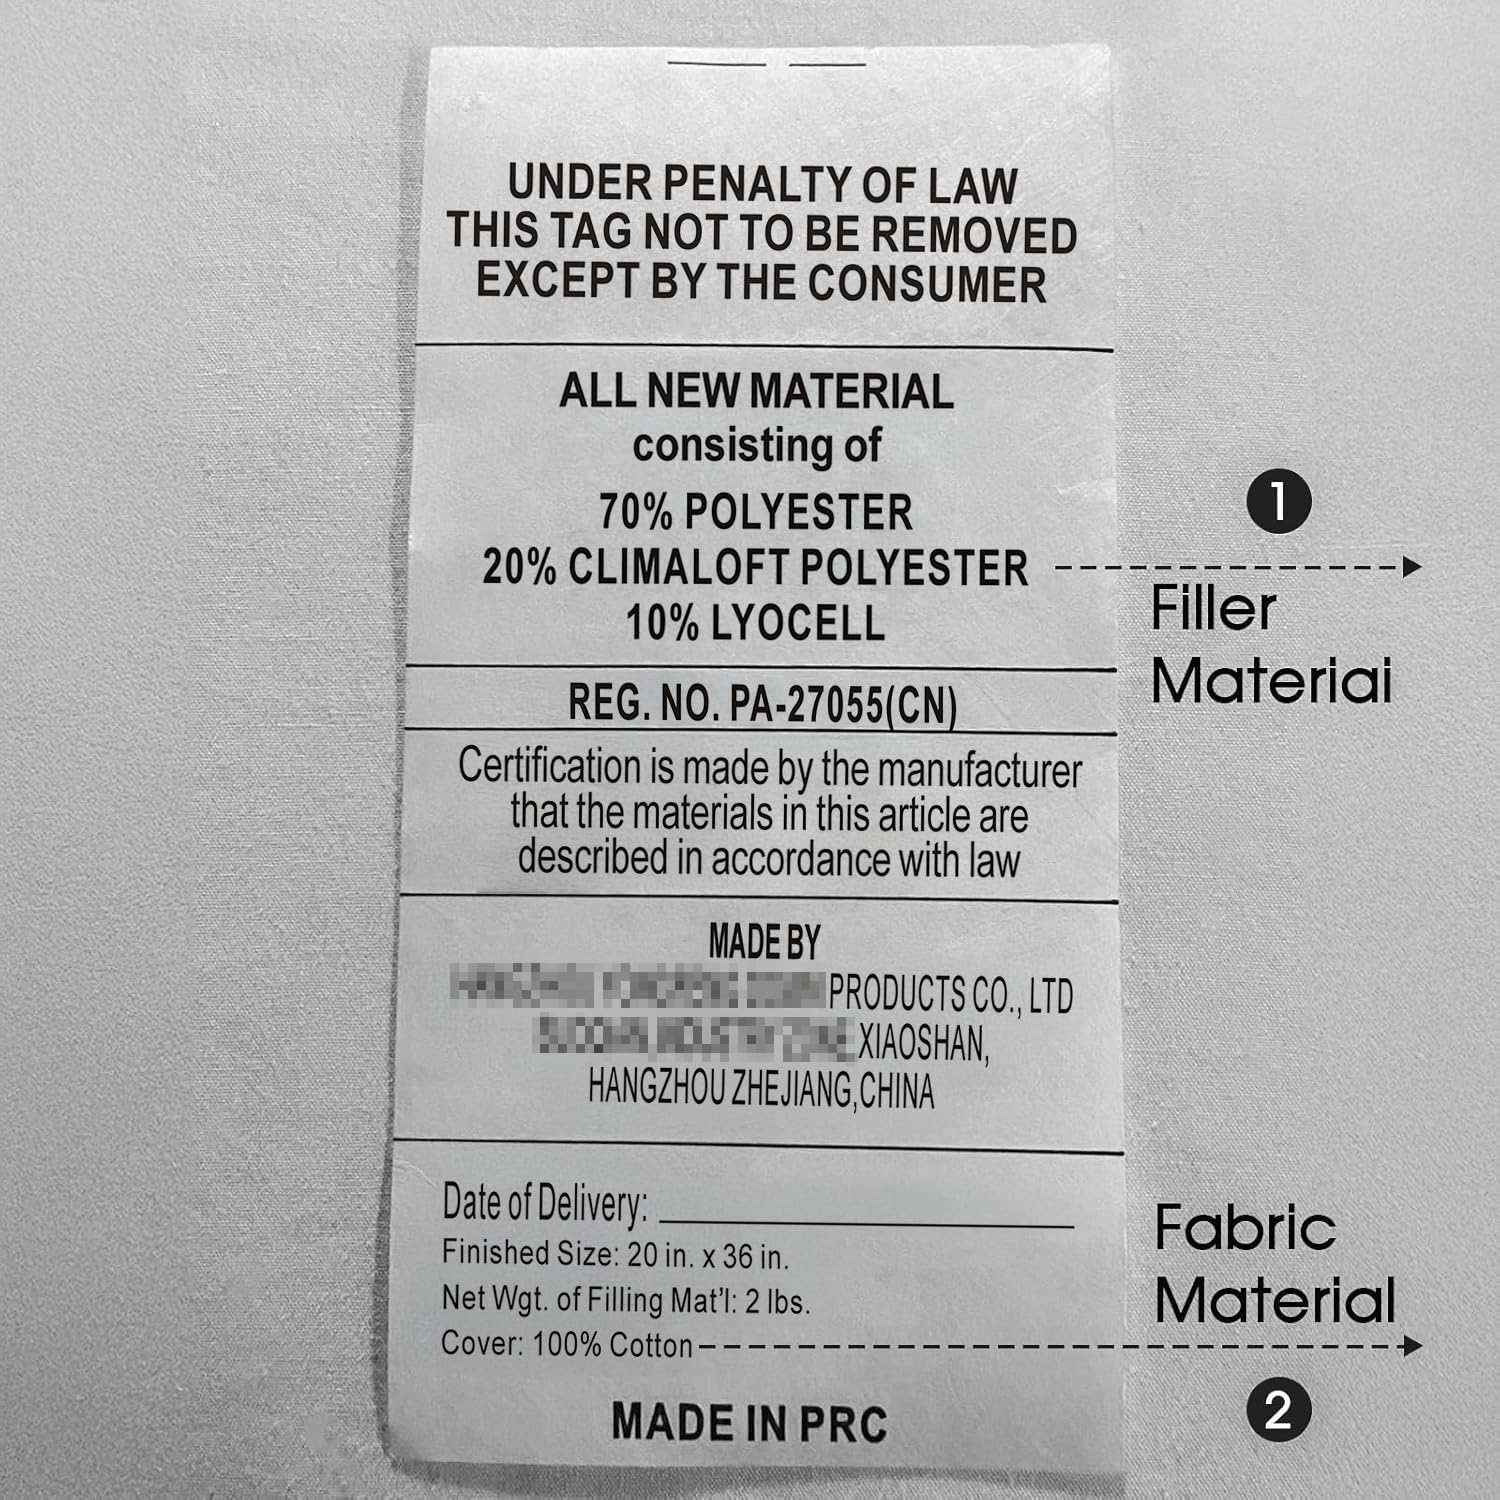 UNDER PENALTY OF LAW
THIS TAG NOT TO BE REMOVED
EXCEPT BY THE CONSUMER
ALL NEW MATERIAL
consisting of
70% POLYESTER
20% CLIMALOFT POLYESTER
10% LYOCELL
1
Filler
Materiai
REG. NO. PA-27055(CN)
Certification is made by the manufacturer
that the materials in this article are
described in accordance with law
MADE BY
PRODUCTS CO., LTD
XIAOSHAN,
HANGZHOU ZHEJIANG,CHINA
Date of Delivery:
Finished Size: 20 in. x 36 in.
Net Wgt. of Filling Mat'l: 2 lbs.
Cover: 100% Cotton
Fabric
Material
2
MADE IN PRC